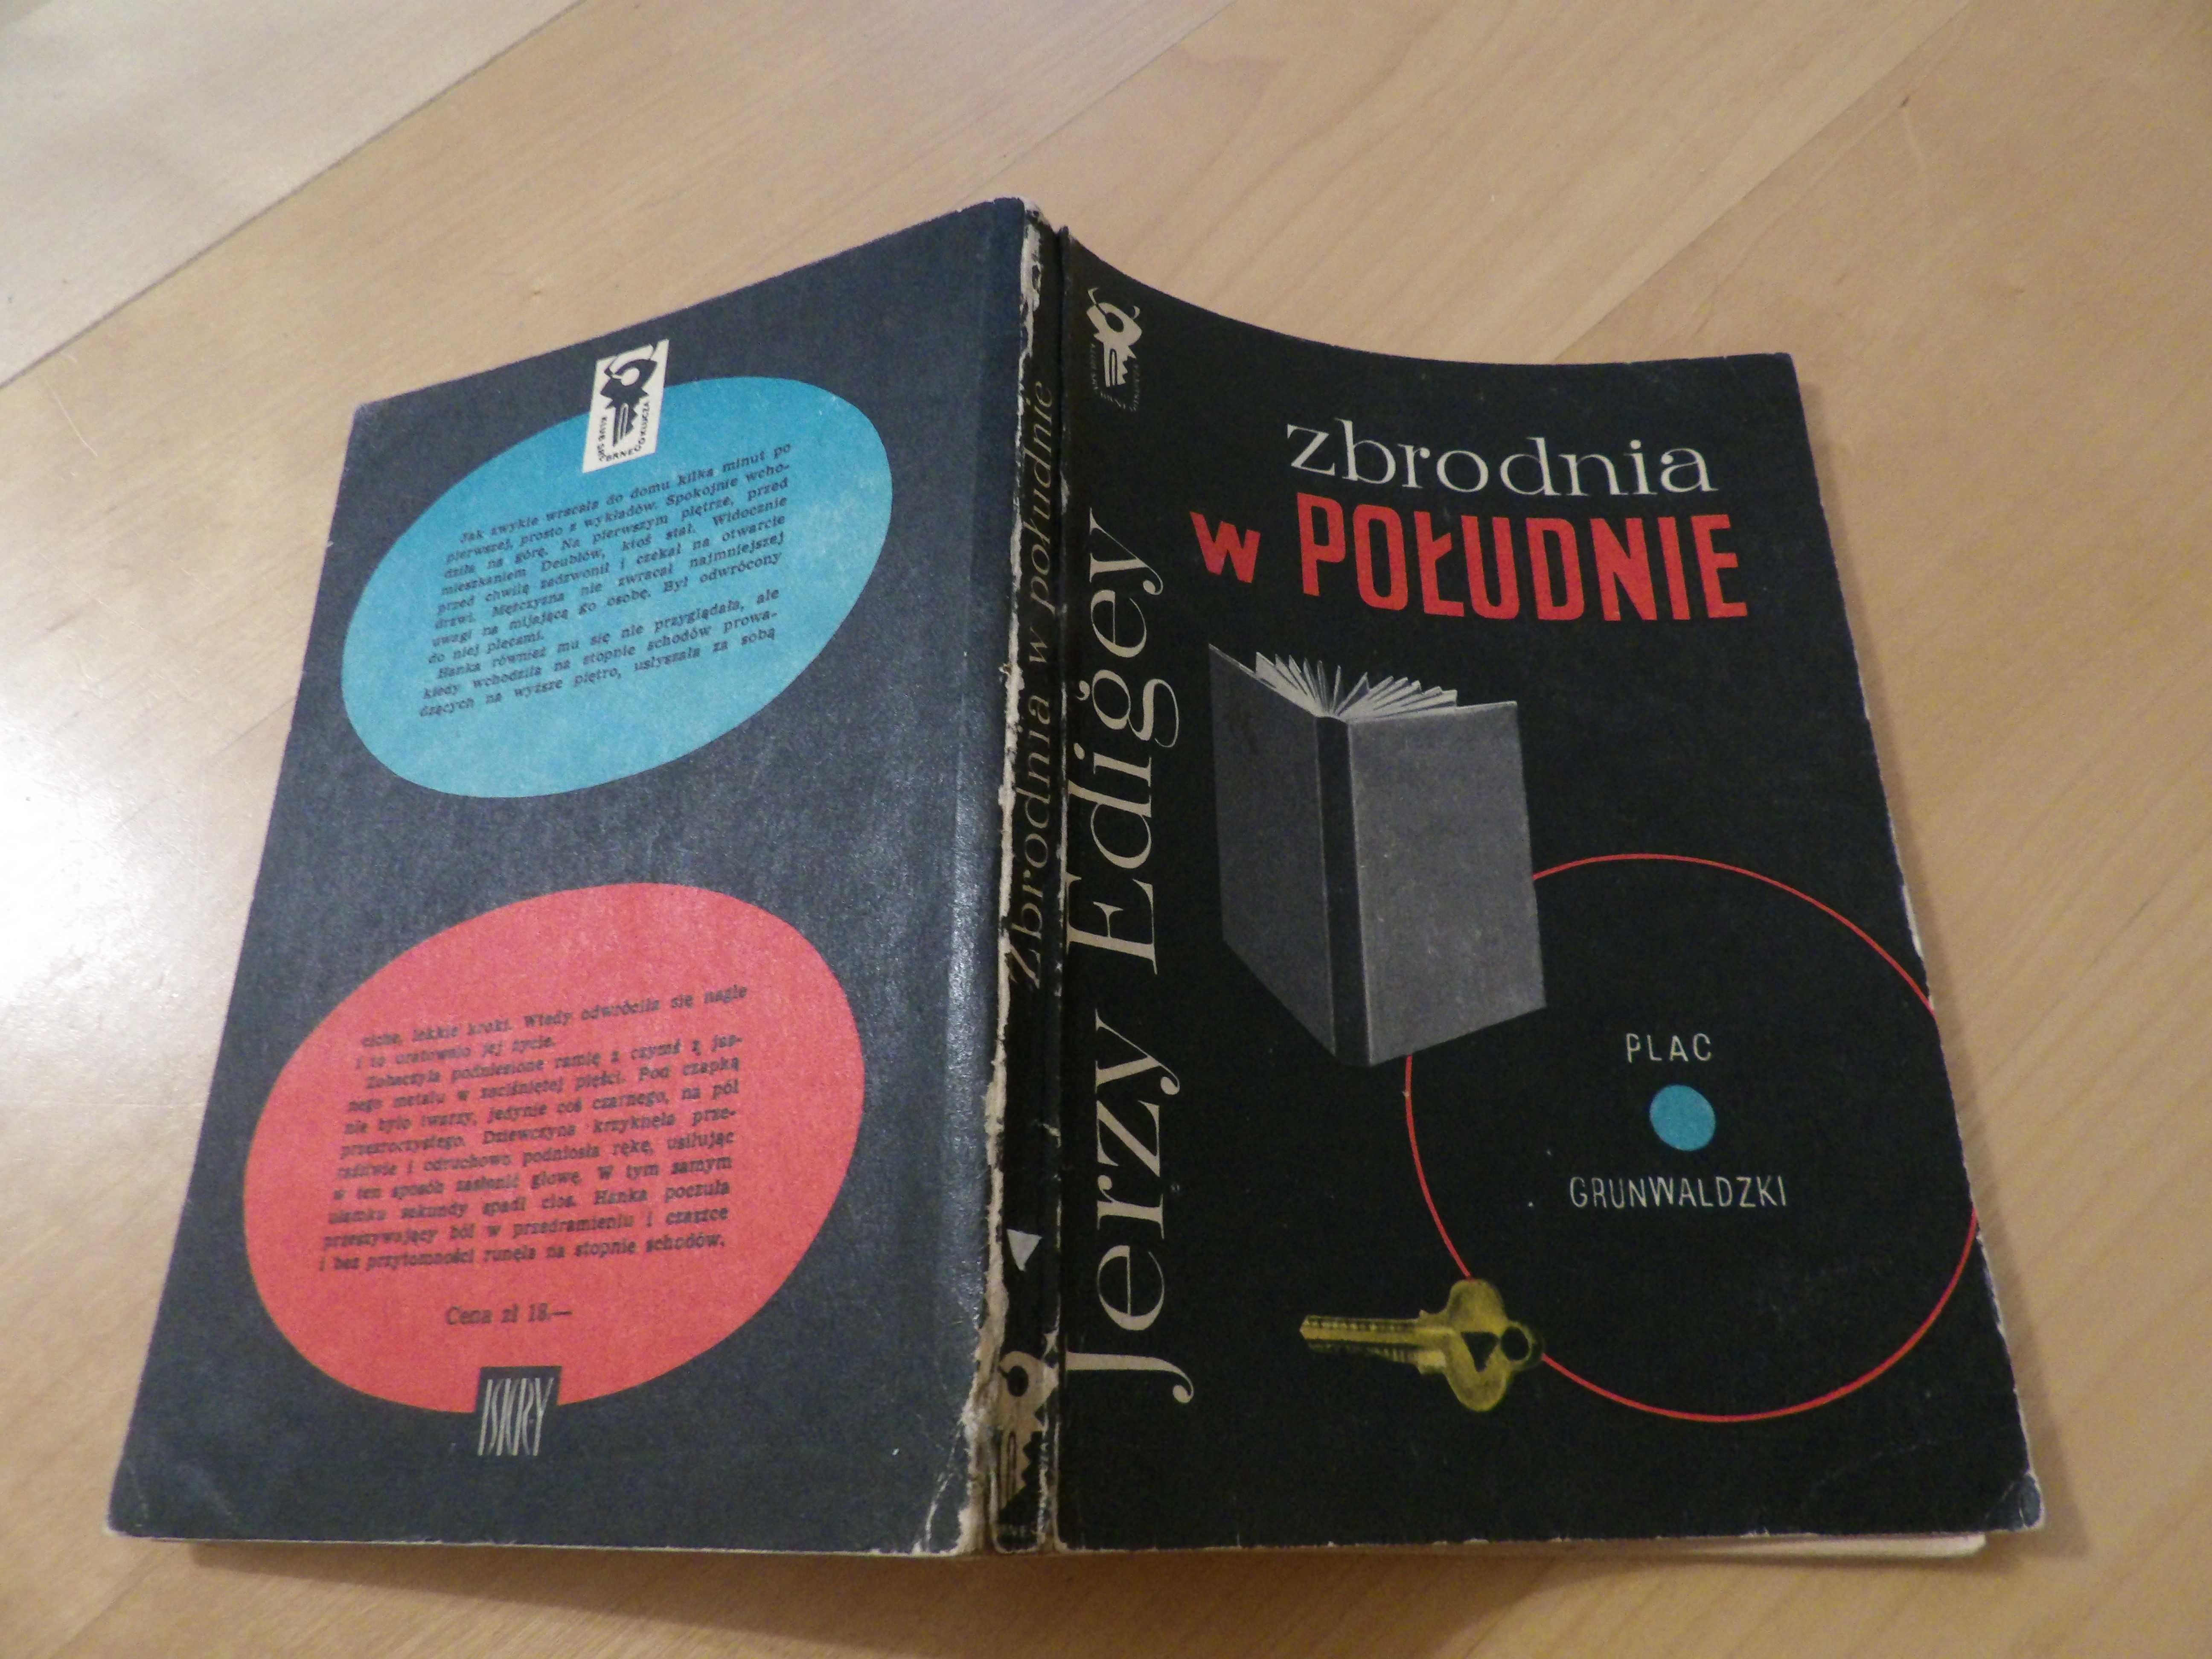 zbrodnia
w POŁUDNIE
Jerzy Edigey
PLAC
GRUNWALDZKI
Zbrodnia w południe
KLUB SRE
BRNEGO KLUCZA
Jak zwykle wracała do domu kilka minut po
pierwszej, prosto z wykładów. Spokojnie wcho-
dziła na górę. Na pierwszym piętrze, przed
mieszkaniem Deublów, ktoś stał. Widocznie
przed chwilą zadzwonił i czekał na otwarcie
drzwi. Mężczyzna nie zwracał najmniejszej
uwagi na mijającą go osobę. Był odwrócony
do niej plecami.
Hanka również mu się nie przyglądała, ale
kiedy wchodziła na stopnie schodów prowa-
dzących na wyższe piętro, usłyszała za sobą
ciche, lekkie kroki. Wtedy odwróciła się nagle
i to uratowało jej życie.
Zobaczyła podniesione ramię z czymś z jas-
nego metalu w zaciśniętej pięści. Pod czapką
nie było twarzy, jedynie coś czarnego, na pół
przezroczystego. Dziewczyna krzyknęła prze-
raźliwie i odruchowo podniosła rękę, usiłując
w ten sposób zasłonić głowę. W tym samym
ułamku sekundy spadł cios. Hanka poczuła
przeszywający ból w przedramieniu i czaszce
i bez przytomności runęła na stopnie schodów.
Cena zł 18.—
ISKRY